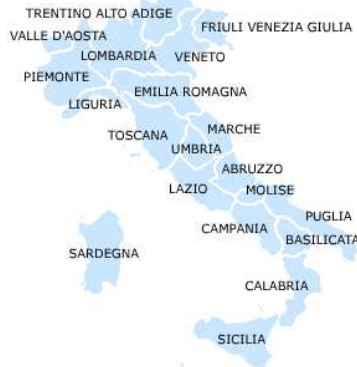 TRENTINO ALTO ADIGE
FRIULI VENEZIA GIULIA
VALLE D'AOSTA
LOMBARDIA
VENETO
PIEMONTE
EMILIA ROMAGNA
LIGURIA
TOSCANA
MARCHE
UMBRIA
ABRUZZO
LAZIO
MOLISE
PUGLIA
CAMPANIA
BASILICATA
SARDEGNA
CALABRIA
SICILIA